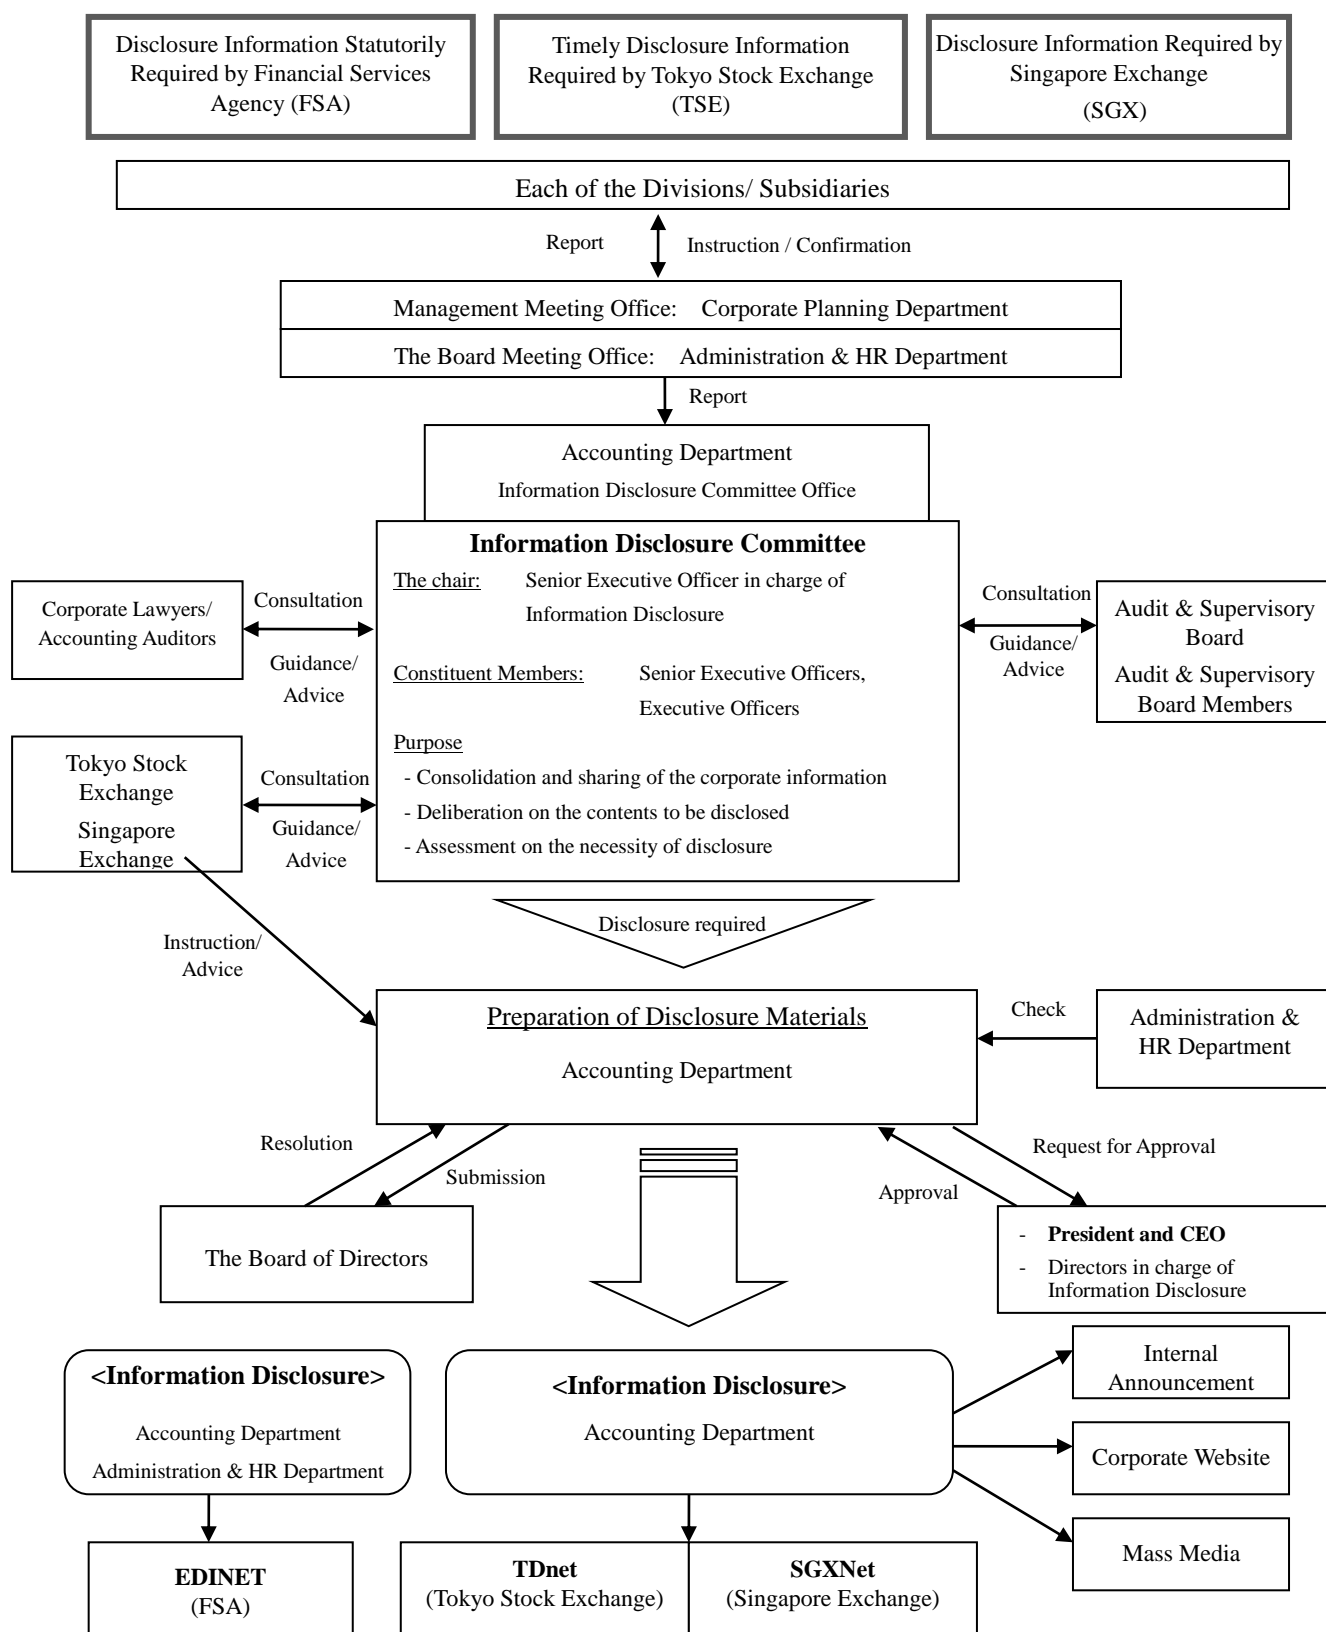 Disclosure Information Statutorily
Required by Financial Services
Agency (FSA)
Timely Disclosure Information
Required by Tokyo Stock Exchange
(TSE)
Disclosure Information Required by
Singapore Exchange
(SGX)
Each of the Divisions/ Subsidiaries
Report
Instruction / Confirmation
Management Meeting Office: Corporate Planning Department
The Board Meeting Office: Administration & HR Department
Report
Accounting Department
Information Disclosure Committee Office
Information Disclosure Committee
The chair: Senior Executive Officer in charge of
Information Disclosure
Constituent Members: Senior Executive Officers,
Executive Officers
Purpose
- Consolidation and sharing of the corporate information
- Deliberation on the contents to be disclosed
- Assessment on the necessity of disclosure
Corporate Lawyers/
Accounting Auditors
Consultation
Guidance/
Advice
Consultation
Guidance/
Advice
Audit & Supervisory
Board
Audit & Supervisory
Board Members
Tokyo Stock
Exchange
Singapore
Exchange
Consultation
Guidance/
Advice
Disclosure required
Instruction/
Advice
Preparation of Disclosure Materials
Accounting Department
Check
Administration &
HR Department
Resolution
Submission
Request for Approval
Approval
The Board of Directors
- President and CEO
- Directors in charge of
Information Disclosure
<Information Disclosure>
Accounting Department
Administration & HR Department
<Information Disclosure>
Accounting Department
Internal
Announcement
Corporate Website
Mass Media
EDINET
(FSA)
TDnet
(Tokyo Stock Exchange)
SGXNet
(Singapore Exchange)